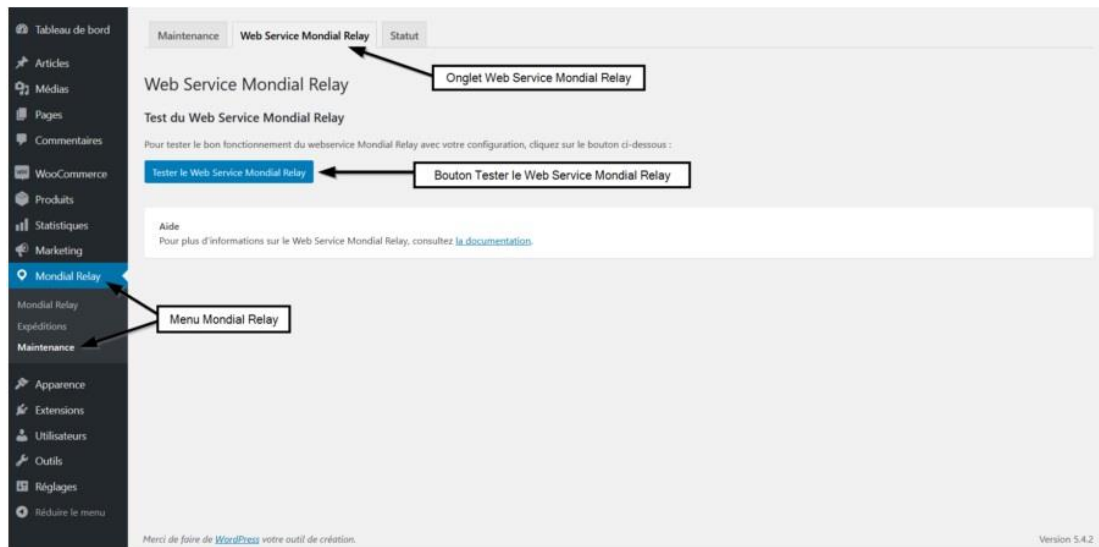 Tableau de bord
Articles
Médias
Pages
Commentaires
WooCommerce
Produits
Statistiques
Marketing
Mondial Relay
Mondial Relay
Expéditions
Maintenance
Apparence
Extensions
Utilisateurs
Outils
Réglages
Réduire le menu
Maintenance
Web Service Mondial Relay
Statut
Onglet Web Service Mondial Relay
Web Service Mondial Relay
Test du Web Service Mondial Relay
Pour tester le bon fonctionnement du webservice Mondial Relay avec votre configuration, cliquez sur le bouton ci-dessous :
Tester le Web Service Mondial Relay
Bouton Tester le Web Service Mondial Relay
Aide
Pour plus d'informations sur le Web Service Mondial Relay, consultez la documentation.
Menu Mondial Relay
Merci de faire de WordPress votre outil de création.
Version 5.4.2